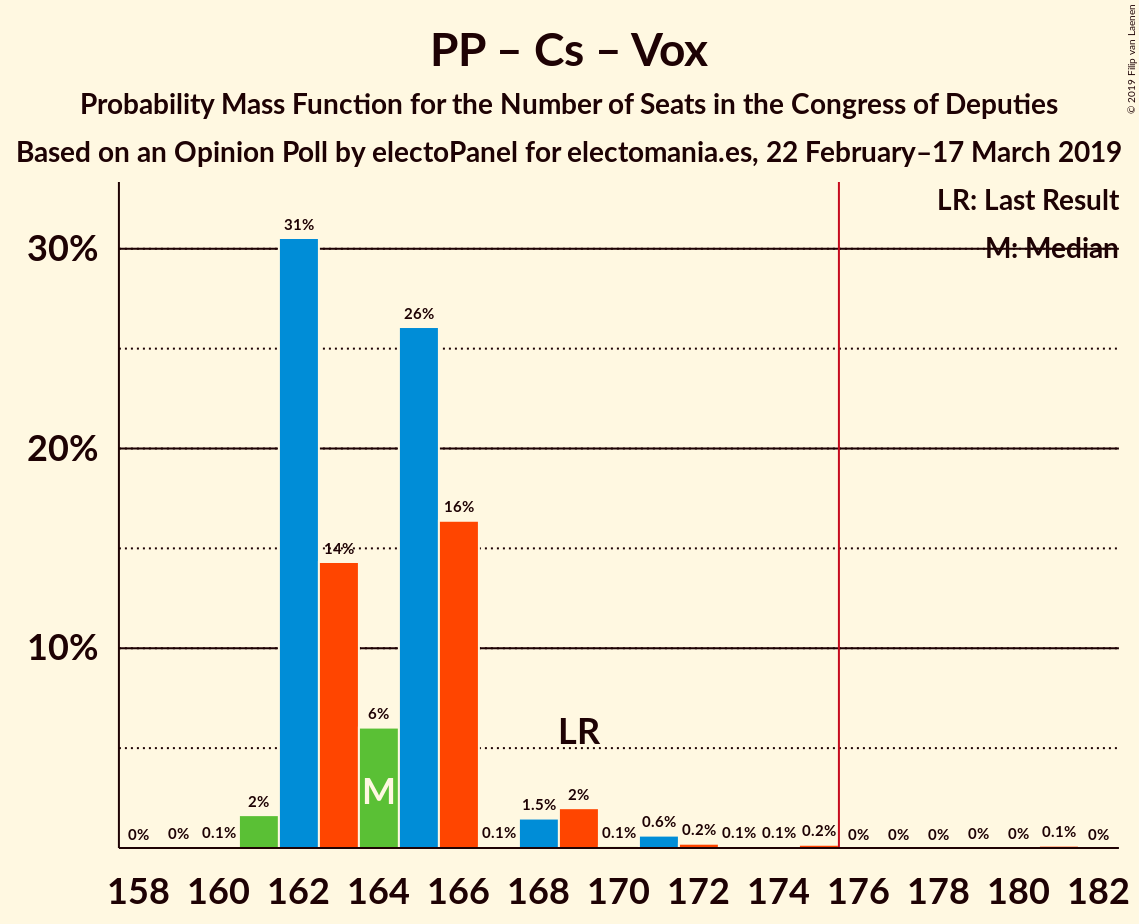 PP – Cs – Vox
Probability Mass Function for the Number of Seats in the Congress of Deputies
Based on an Opinion Poll by electoPanel for electomania.es, 22 February–17 March 2019
© 2019 Filip van Laenen
LR: Last Result
M: Median
30%
20%
10%
0% 0% 0.1% 2% 31% 14% 6% 26% 16% 0.1% 1.5% 2% 0.1% 0.6% 0.2% 0.1% 0.1% 0.2% 0% 0% 0% 0% 0% 0.1% 0%
LR
M
158 160 162 164 166 168 170 172 174 176 178 180 182